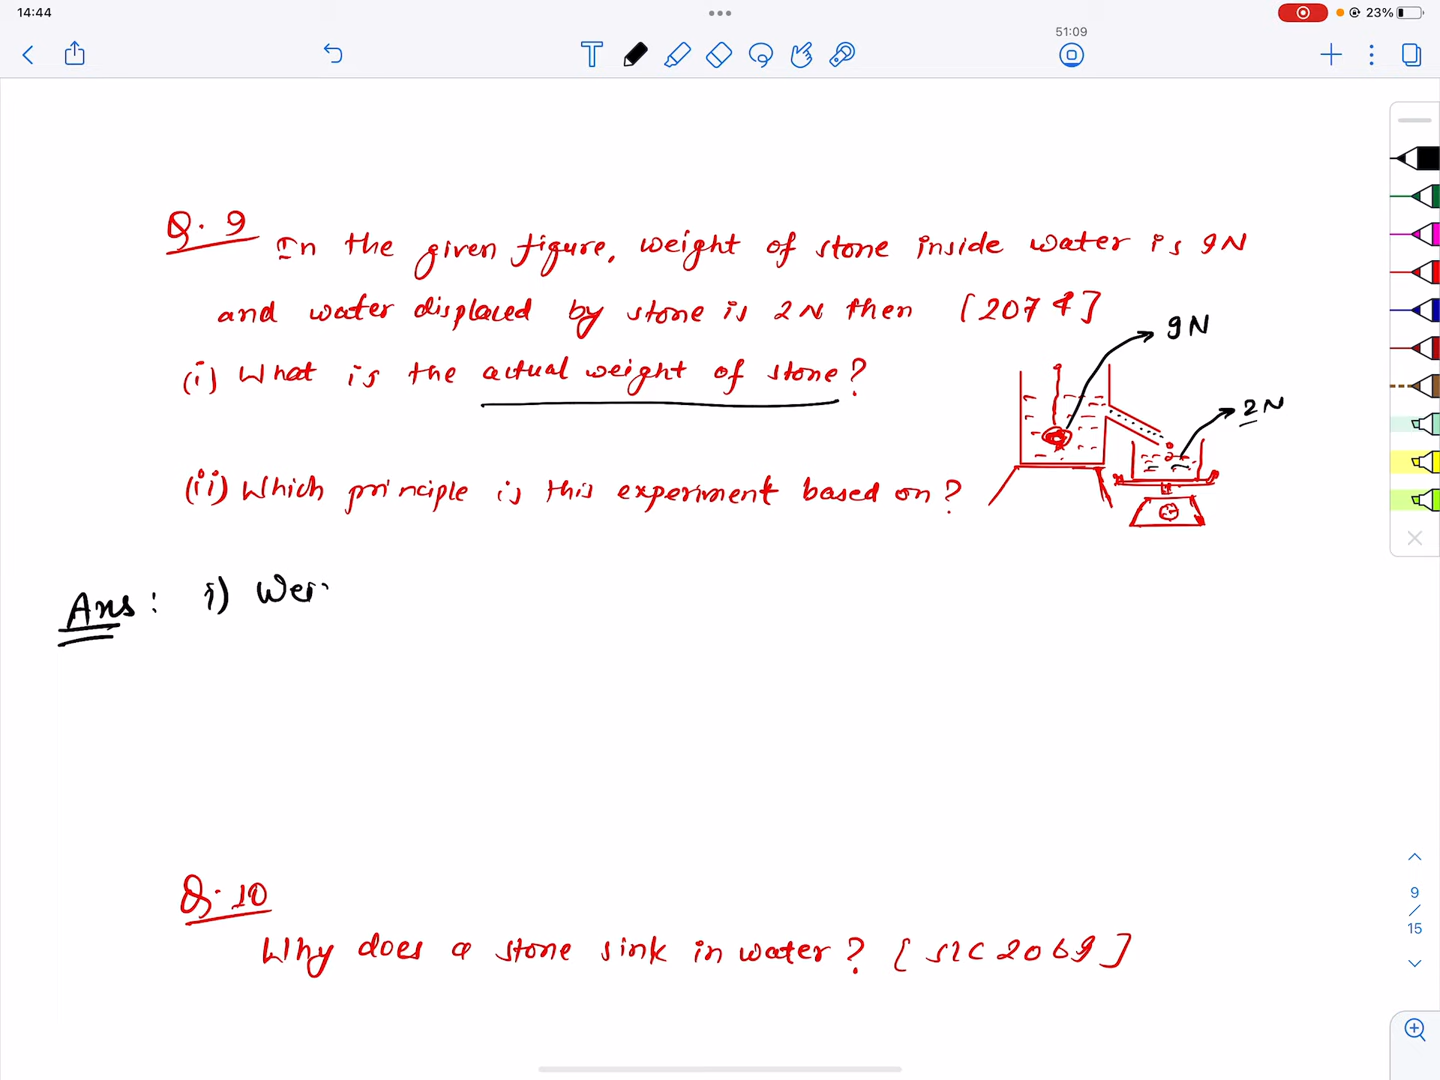 14:44
23%
51:09
Q. 9
In the given figure, weight of stone inside water is 9N
and water displaced by stone is 2N then [2074]
9N
(i) What is the actual weight of stone?
2N
(ii) Which principle is this experiment based on?
Ans: i) Wei
9
/
15
Q. 10
Why does a stone sink in water? [SLC 2069]